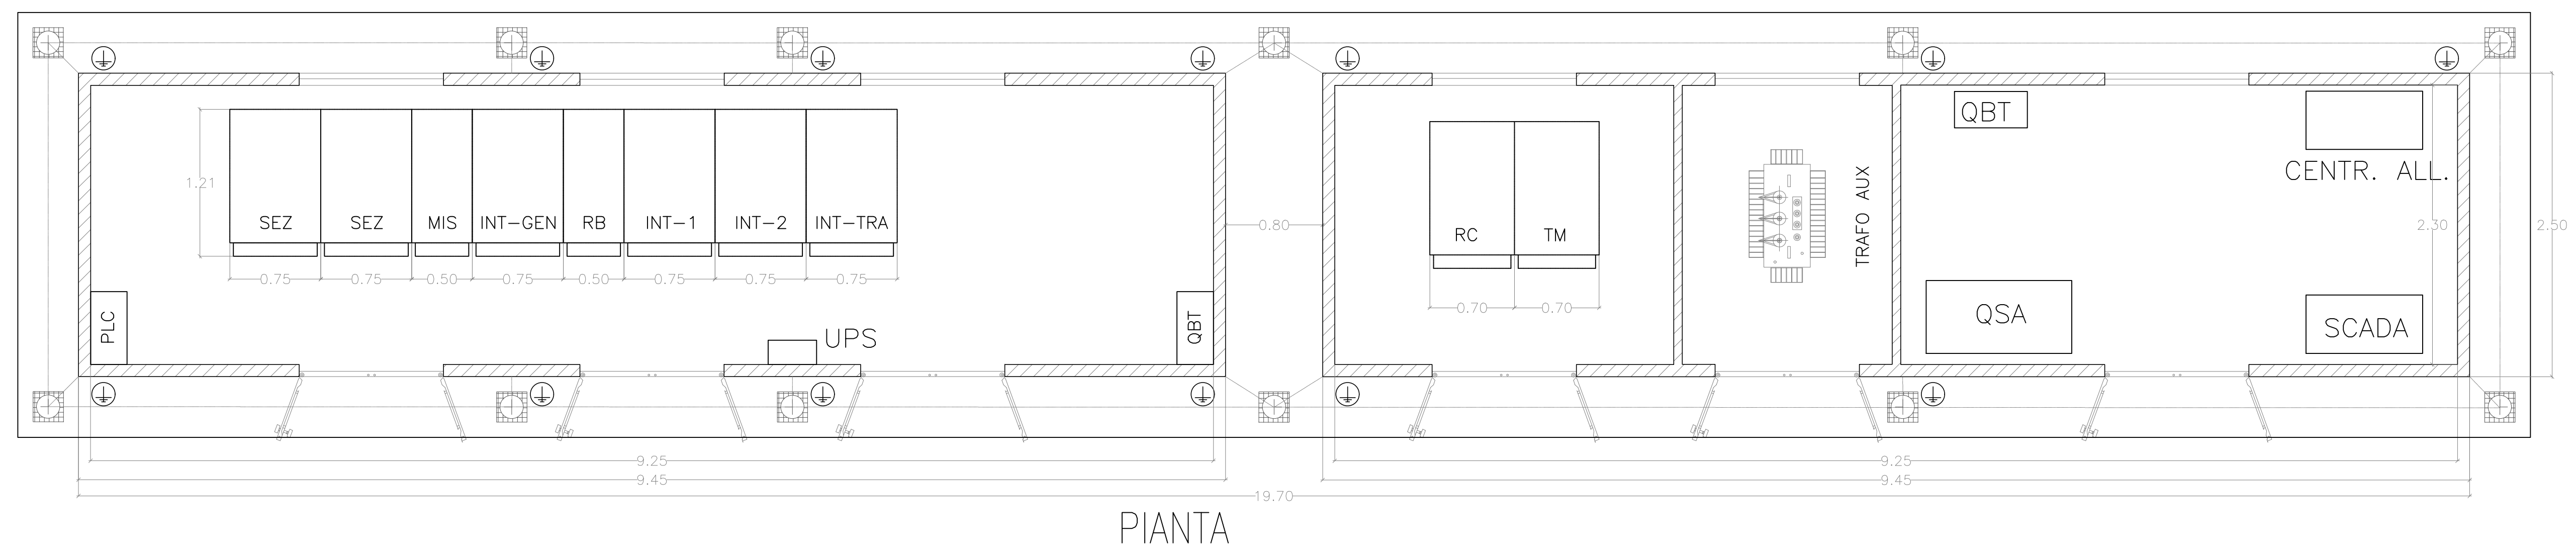 QBT
CENTR. ALL.
1.21
SEZ SEZ MIS INT-GEN RB INT-1 INT-2 INT-TRA
0.80
RC TM
TRAFO AUX
2.30
2.50
0.75 0.75 0.50 0.75 0.50 0.75 0.75 0.75
0.70 0.70
PLC
UPS
QBT
QSA
SCADA
9.25 9.25
9.45 9.45
19.70
PIANTA